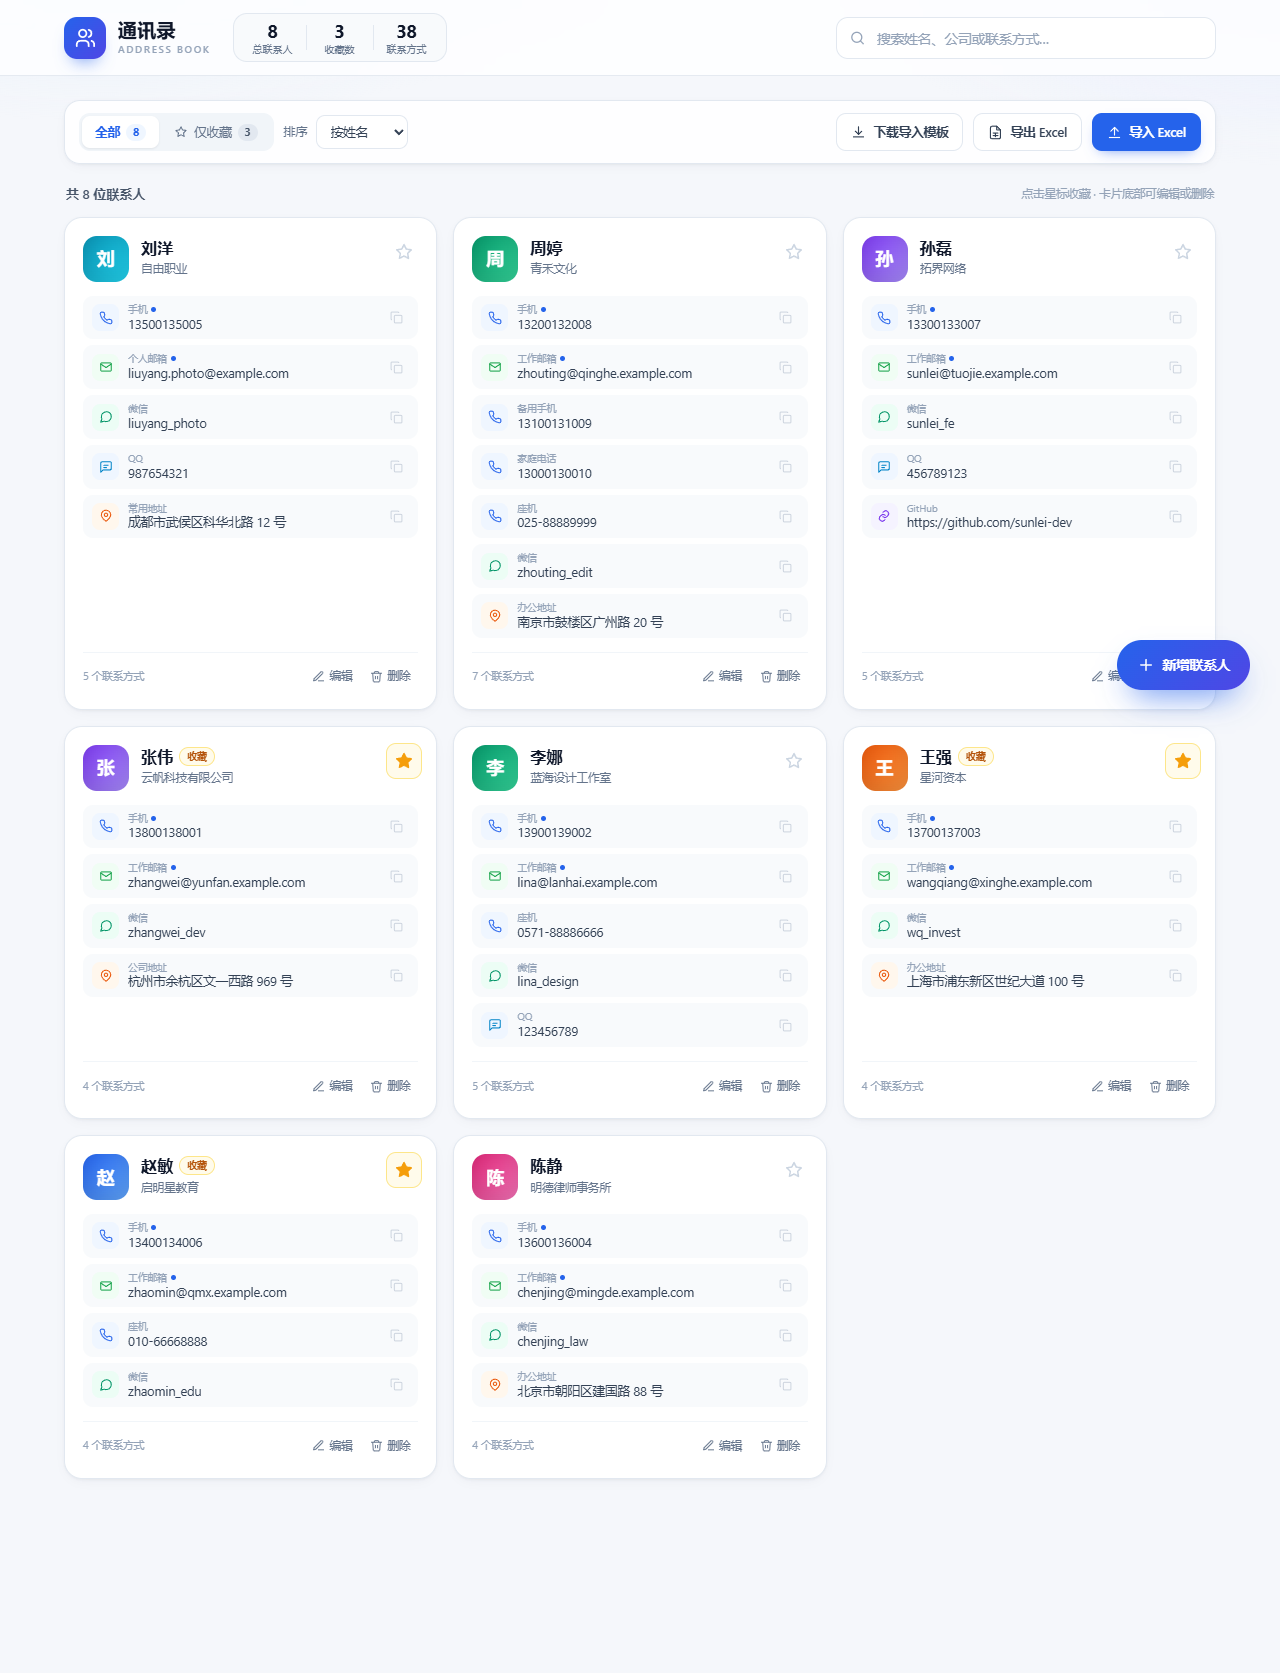 通讯录
ADDRESS BOOK
8
总联系人
3
收藏数
38
联系方式
搜索姓名、公司或联系方式...
全部 8
仅收藏 3
排序
按姓名
下载导入模板
导出 Excel
导入 Excel
共 8 位联系人
点击星标收藏 · 卡片底部可编辑或删除
刘
刘洋
自由职业
手机
13500135005
个人邮箱
liuyang.photo@example.com
微信
liuyang_photo
QQ
987654321
常用地址
成都市武侯区科华北路 12 号
5 个联系方式
编辑
删除
周
周婷
青禾文化
手机
13200132008
工作邮箱
zhouting@qinghe.example.com
备用手机
13100131009
家庭电话
13000130010
座机
025-88889999
微信
zhouting_edit
办公地址
南京市鼓楼区广州路 20 号
7 个联系方式
编辑
删除
孙
孙磊
拓界网络
手机
13300133007
工作邮箱
sunlei@tuojie.example.com
微信
sunlei_fe
QQ
456789123
GitHub
https://github.com/sunlei-dev
5 个联系方式
新增联系人
张
张伟
收藏
云帆科技有限公司
手机
13800138001
工作邮箱
zhangwei@yunfan.example.com
微信
zhangwei_dev
公司地址
杭州市余杭区文一西路 969 号
4 个联系方式
编辑
删除
李
李娜
蓝海设计工作室
手机
13900139002
工作邮箱
lina@lanhai.example.com
座机
0571-88886666
微信
lina_design
QQ
123456789
5 个联系方式
编辑
删除
王
王强
收藏
星河资本
手机
13700137003
工作邮箱
wangqiang@xinghe.example.com
微信
wq_invest
办公地址
上海市浦东新区世纪大道 100 号
4 个联系方式
编辑
删除
赵
赵敏
收藏
启明星教育
手机
13400134006
工作邮箱
zhaomin@qmx.example.com
座机
010-66668888
微信
zhaomin_edu
4 个联系方式
编辑
删除
陈
陈静
明德律师事务所
手机
13600136004
工作邮箱
chenjing@mingde.example.com
微信
chenjing_law
办公地址
北京市朝阳区建国路 88 号
4 个联系方式
编辑
删除